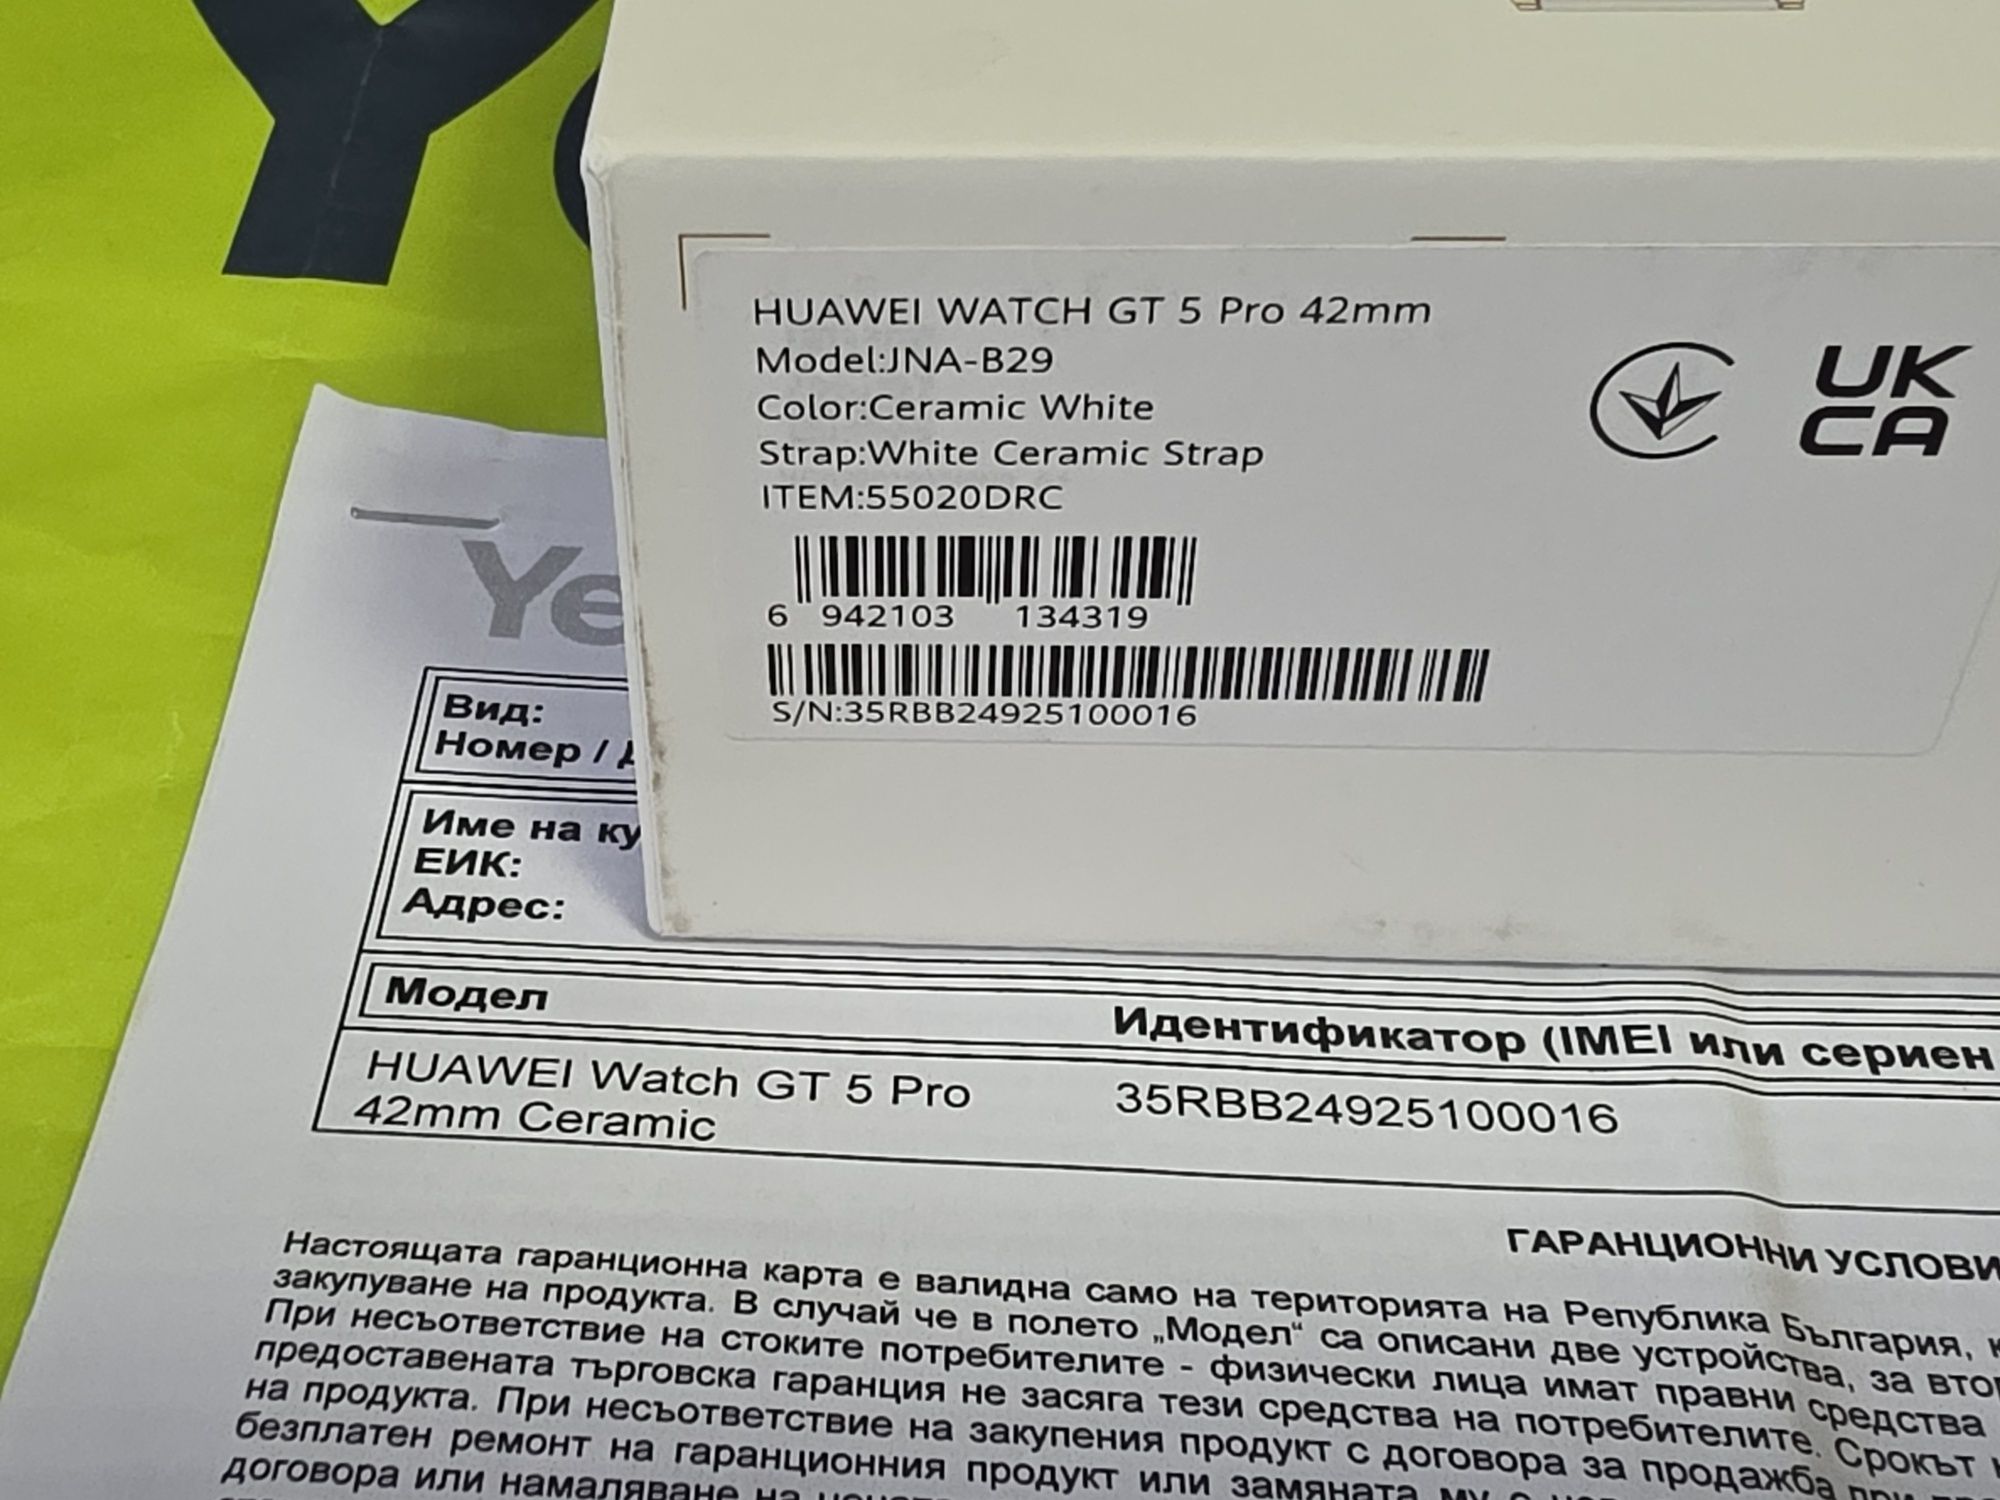 HUAWEI WATCH GT 5 Pro 42mm
Model:JNA-B29
Color:Ceramic White
Strap:White Ceramic Strap
ITEM:55020DRC
UK
CA
6 942103 134319
S/N:35RBB24925100016
Ye
Вид:
Номер /
Име на ку
ЕИК:
Адрес:
Модел
Идентификатор (IMEI или сериен
HUAWEI Watch GT 5 Pro
42mm Ceramic
35RBB24925100016
ГАРАНЦИОННИ УСЛОВИ
Настоящата гаранционна карта е валидна само на територията на Република България,
закупуване на продукта. В случай че в полето „Модел“ са описани две устройства, за втор
При несъответствие на стоките потребителите - физически лица имат правни средства
предоставената търговска гаранция не засяга тези средства на потребителите. Срокът
на продукта. При несъответствие на закупения продукт с договора за продажба при
безплатен ремонт на гаранционния продукт или замяната му с
договора или намаляване на